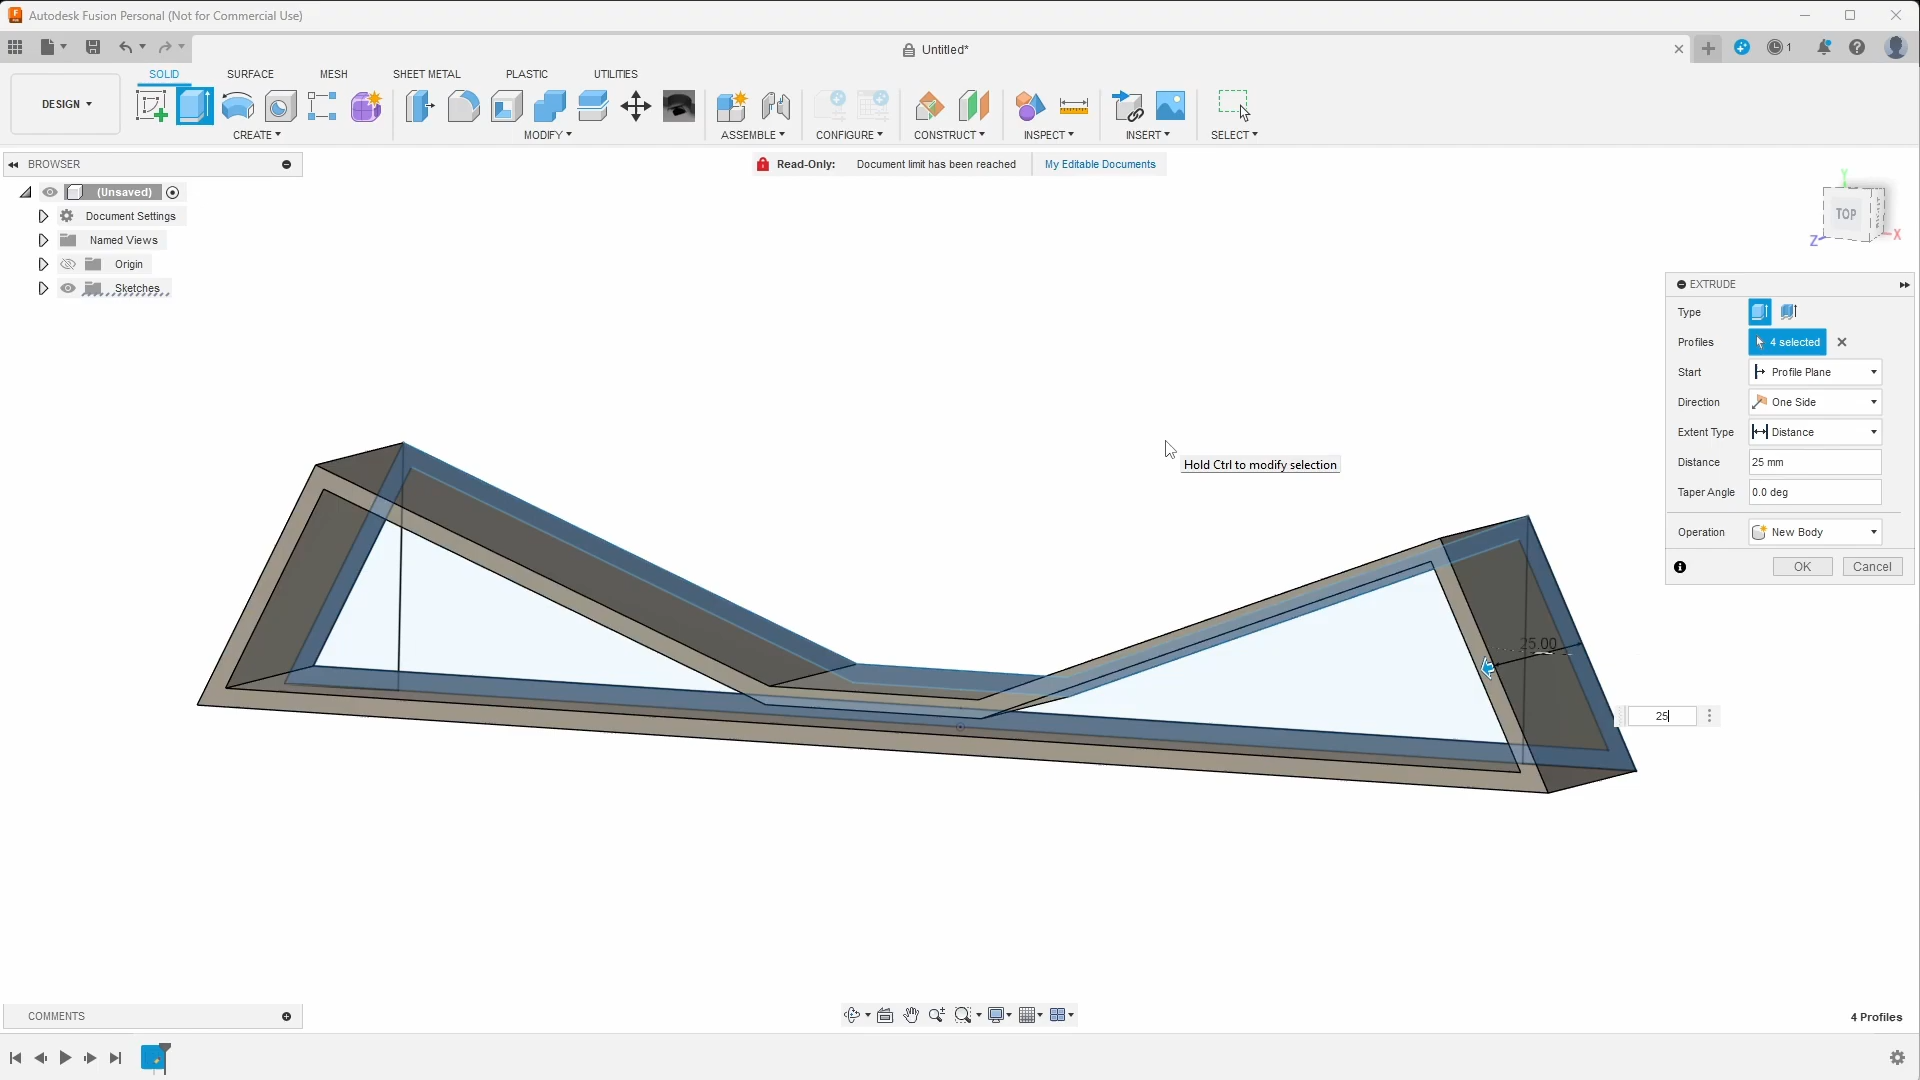 Autodesk Fusion Personal (Not for Commercial Use)
Untitled*
1
DESIGN
SOLID SURFACE MESH SHEET METAL PLASTIC UTILITIES
CREATE MODIFY ASSEMBLE CONFIGURE CONSTRUCT INSPECT INSERT SELECT
BROWSER
Read-Only: Document limit has been reached My Editable Documents
(Unsaved)
Document Settings
Named Views
Origin
Sketches
Y
TOP
Z
X
EXTRUDE
Type
Profiles 4 selected
Start Profile Plane
Direction One Side
Extent Type Distance
Distance 25 mm
Taper Angle 0.0 deg
Operation New Body
OK Cancel
Hold Ctrl to modify selection
25.00
25
COMMENTS
4 Profiles